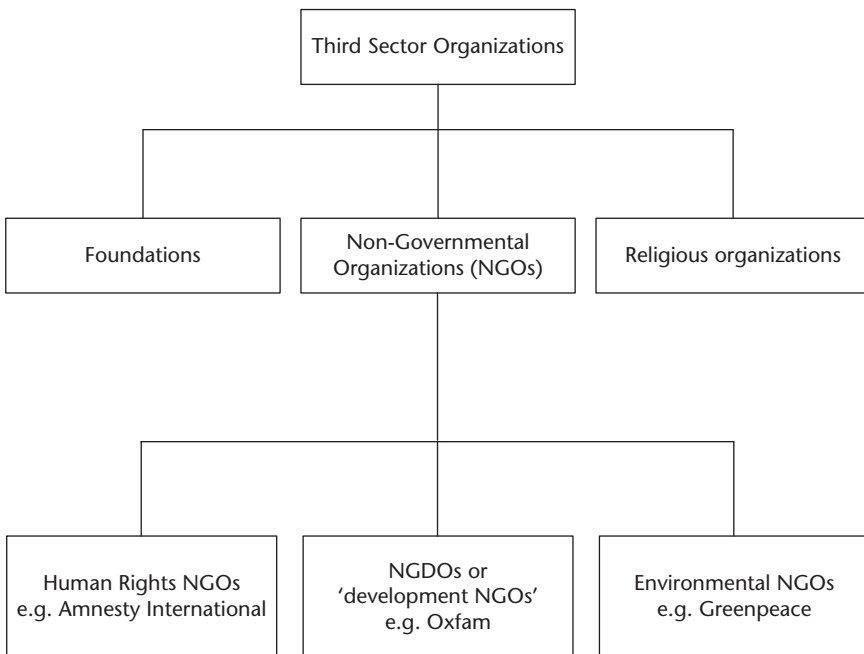 Third Sector Organizations
Foundations
Non-Governmental
Organizations (NGOs)
Religious organizations
Human Rights NGOs
e.g. Amnesty International
NGDOs or
‘development NGOs’
e.g. Oxfam
Environmental NGOs
e.g. Greenpeace